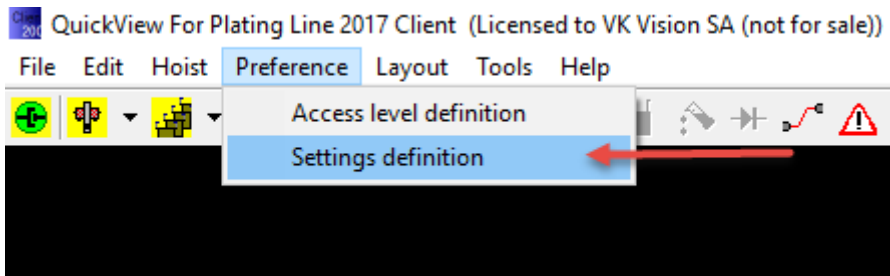 QuickView For Plating Line 2017 Client (Licensed to VK Vision SA (not for sale))
File Edit Hoist Preference Layout Tools Help
Access level definition
Settings definition